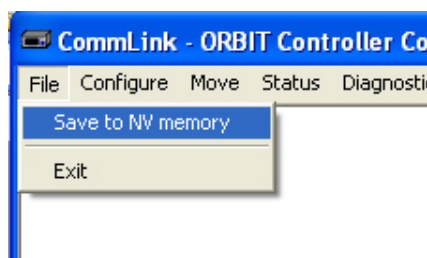 CommLink - ORBIT Controller Co
File Configure Move Status Diagnosti
Save to NV memory
Exit